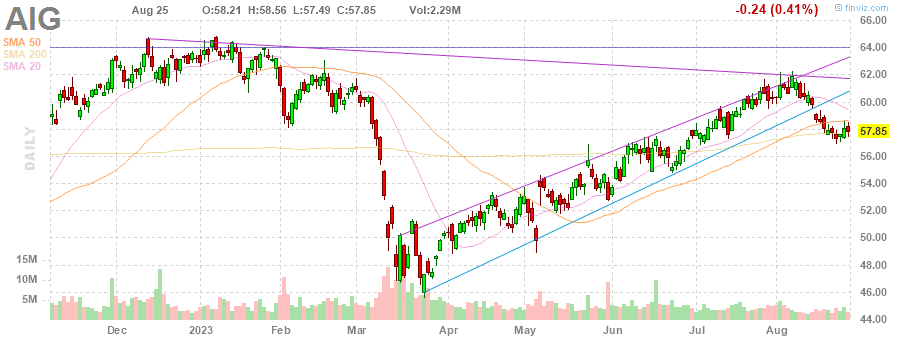 AIG
Aug 25 O:58.21 H:58.56 L:57.49 C:57.85 Vol:2.29M -0.24 (0.41%)
© finviz.com
SMA 50
SMA 200
SMA 20
DAILY
66.00
64.00
62.00
60.00
57.85
56.00
54.00
52.00
50.00
48.00
46.00
44.00
15M
10M
5M
Dec 2023 Feb Mar Apr May Jun Jul Aug